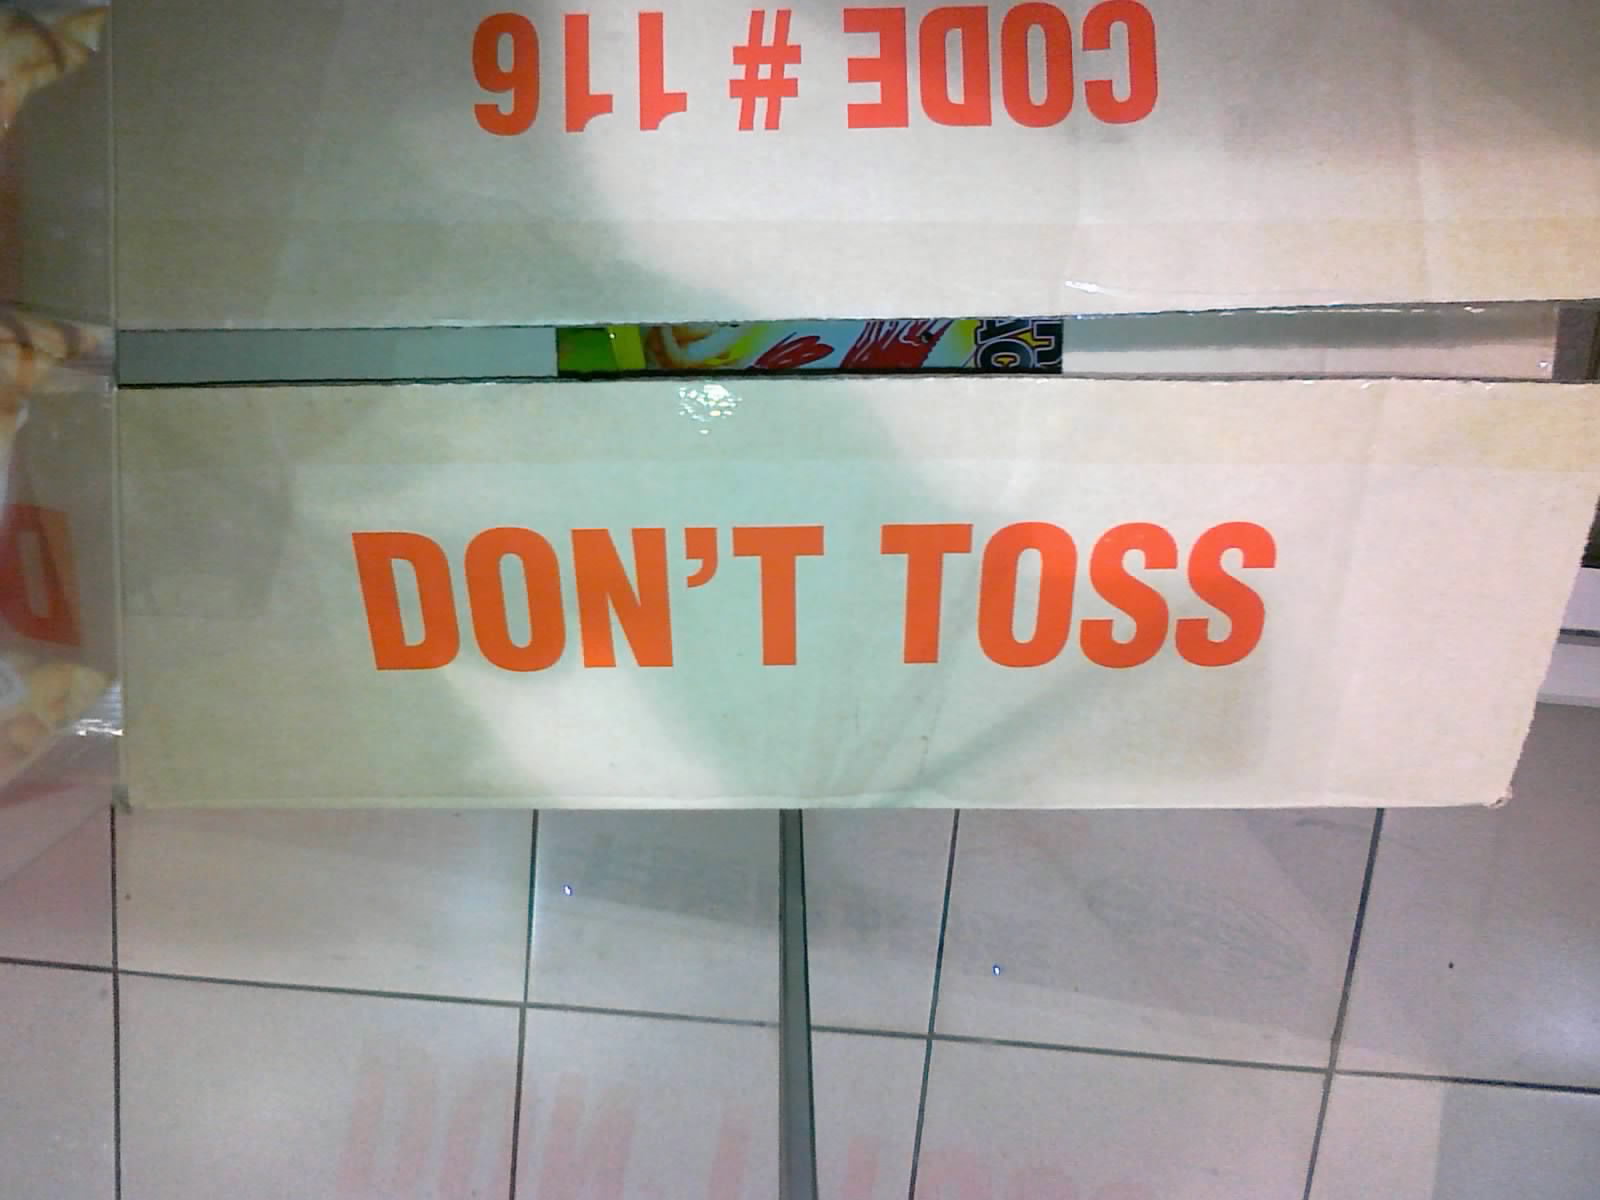 CODE # 116
DON'T TOSS